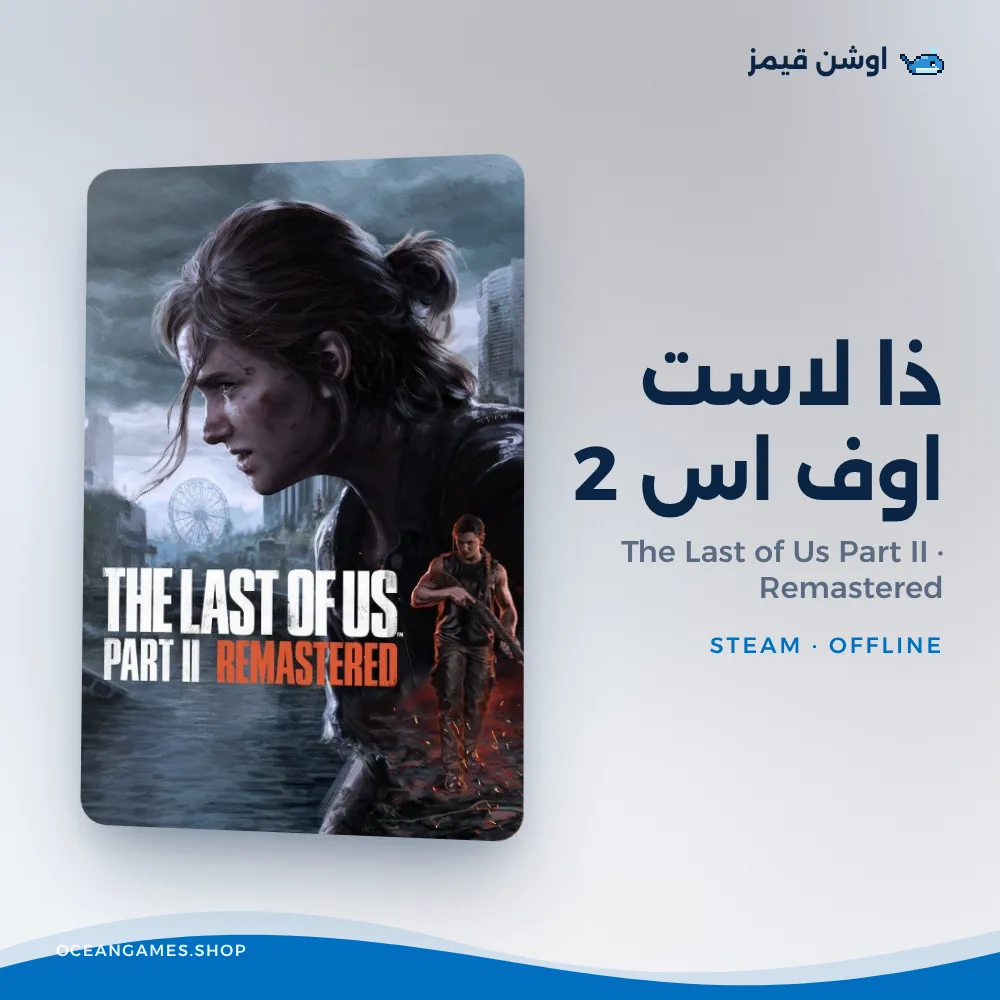 اوشن قيمز
ذا لاست
اوف اس 2
The Last of Us Part II ·
Remastered
STEAM · OFFLINE
THE LAST OF US™
PART II REMASTERED
OCEANGAMES.SHOP